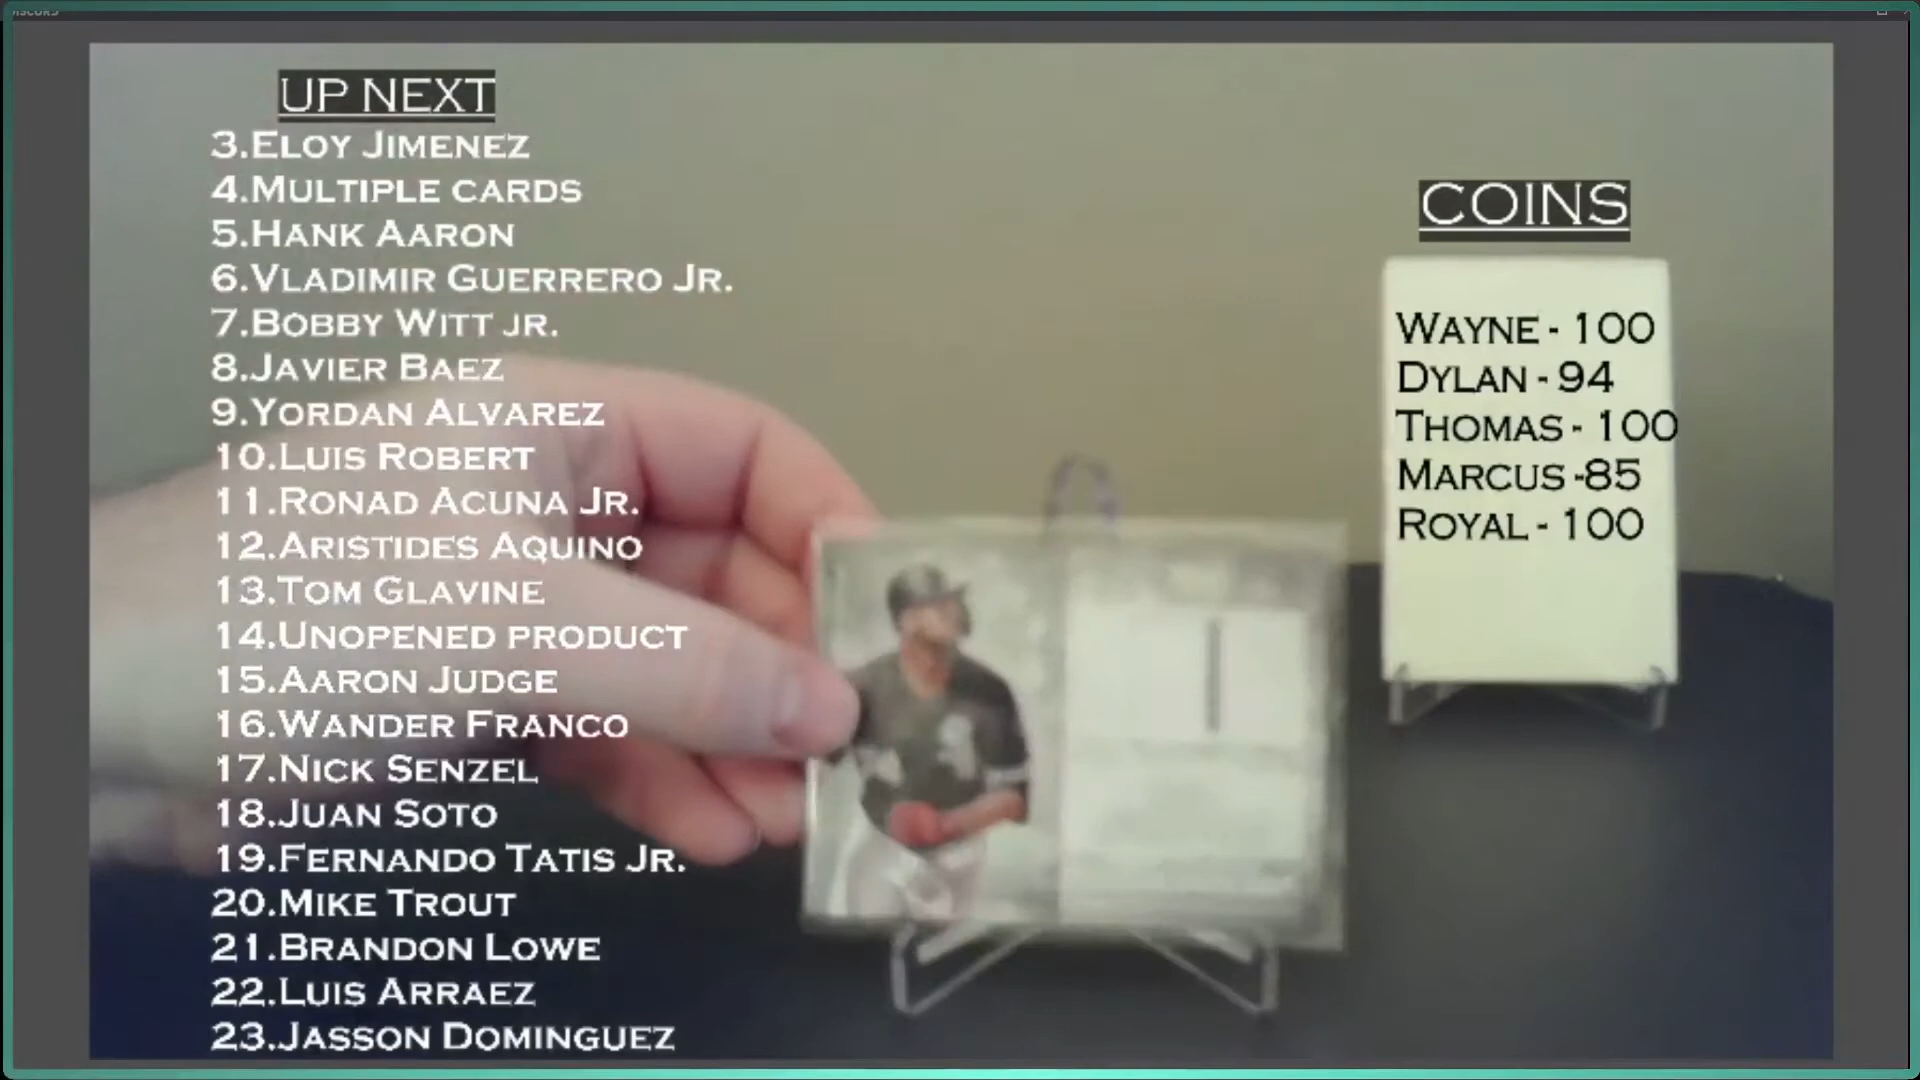 UP NEXT
3.ELOY JIMENEZ
4.MULTIPLE CARDS
5.HANK AARON
6.VLADIMIR GUERRERO JR.
7.BOBBY WITT JR.
8.JAVIER BAEZ
9.YORDAN ALVAREZ
10.LUIS ROBERT
11.RONAD ACUNA JR.
12.ARISTIDES AQUINO
13.TOM GLAVINE
14.UNOPENED PRODUCT
15.AARON JUDGE
16.WANDER FRANCO
17.NICK SENZEL
18.JUAN SOTO
19.FERNANDO TATIS JR.
20.MIKE TROUT
21.BRANDON LOWE
22.LUIS ARRAEZ
23.JASSON DOMINGUEZ
COINS
WAYNE - 100
DYLAN - 94
THOMAS - 100
MARCUS -85
ROYAL - 100